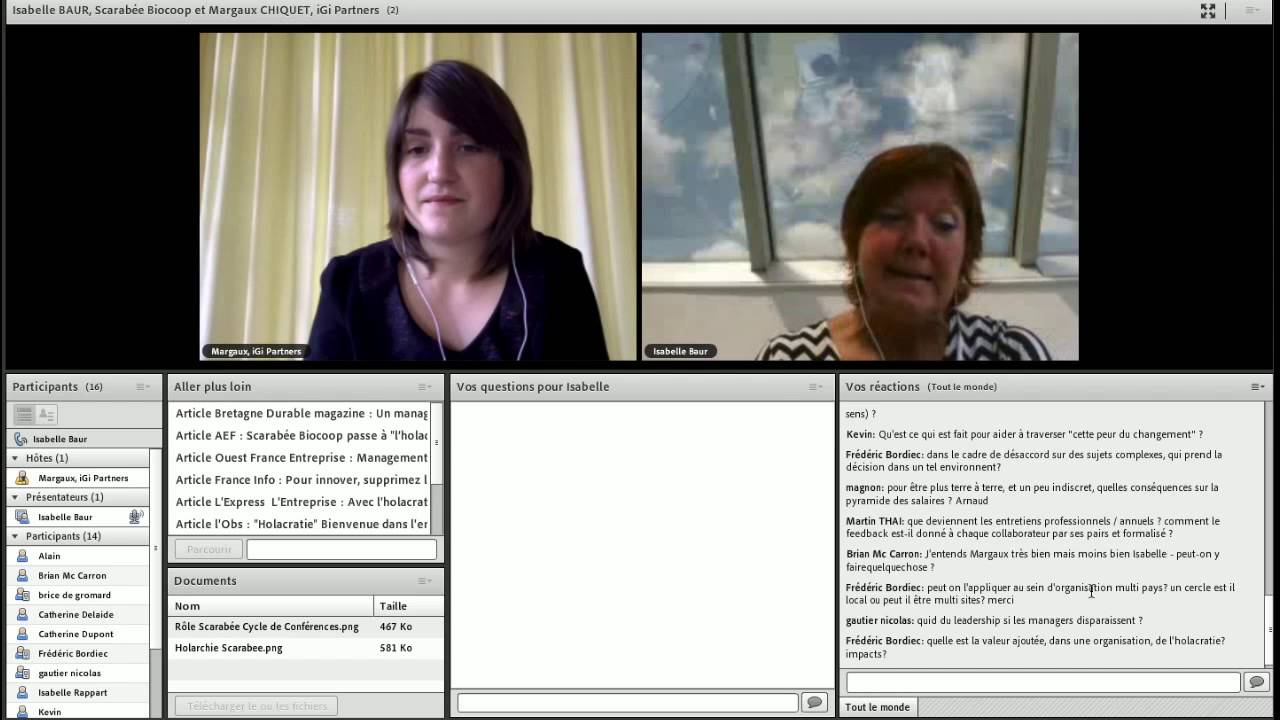 Isabelle BAUR, Scarabée Biocoop et Margaux CHIQUET, iGi Partners (2)
Margaux, iGi Partners
Isabelle Baur
Participants (16)
Isabelle Baur
Hôtes (1)
Margaux, iGi Partners
Présentateurs (1)
Isabelle Baur
Participants (14)
Alain
Brian Mc Carron
brice de gromard
Catherine Delaide
Catherine Dupont
Frédéric Bordiec
gautier nicolas
Isabelle Rappart
Kevin
Aller plus loin
Article Bretagne Durable magazine : Un manag
Article AEF : Scarabée Biocoop passe à "l'holac
Article Ouest France Entreprise : Management
Article France Info : Pour innover, supprimez l
Article L'Express L'Entreprise : Avec l'holacrat
Article l'Obs : "Holacratie" Bienvenue dans l'er
Parcourir
Documents
Nom Taille
Rôle Scarabée Cycle de Conférences.png 467 Ko
Holarchie Scarabee.png 581 Ko
Télécharger le ou les fichiers
Vos questions pour Isabelle
Vos réactions (Tout le monde)
sens) ?
Kevin: Qu'est ce qui est fait pour aider à traverser "cette peur du changement" ?
Frédéric Bordiec: dans le cadre de désaccord sur des sujets complexes, qui prend la
décision dans un tel environnent?
magnon: pour être plus terre à terre, et un peu indiscret, quelles conséquences sur la
pyramide des salaires ? Arnaud
Martin THAI: que deviennent les entretiens professionnels / annuels ? comment le
feedback est-il donné à chaque collaborateur par ses pairs et formalisé ?
Brian Mc Carron: J'entends Margaux très bien mais moins bien Isabelle - peut-on y
fairequelquechose ?
Frédéric Bordiec: peut on l'appliquer au sein d'organisation multi pays? un cercle est il
local ou peut il être multi sites? merci
gautier nicolas: quid du leadership si les managers disparaissent ?
Frédéric Bordiec: quelle est la valeur ajoutée, dans une organisation, de l'holacratie?
impacts?
Tout le monde